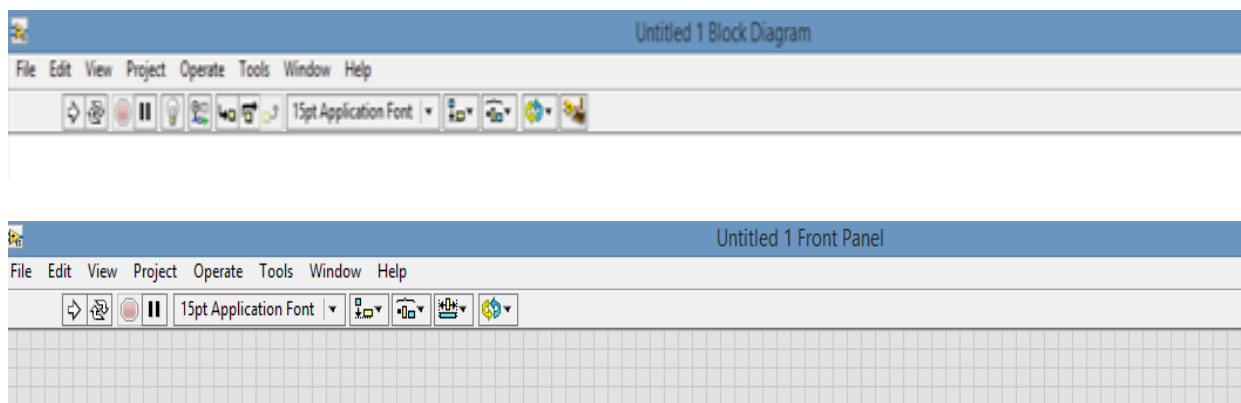 Untitled 1 Block Diagram
File Edit View Project Operate Tools Window Help
15pt Application Font
Untitled 1 Front Panel
File Edit View Project Operate Tools Window Help
15pt Application Font